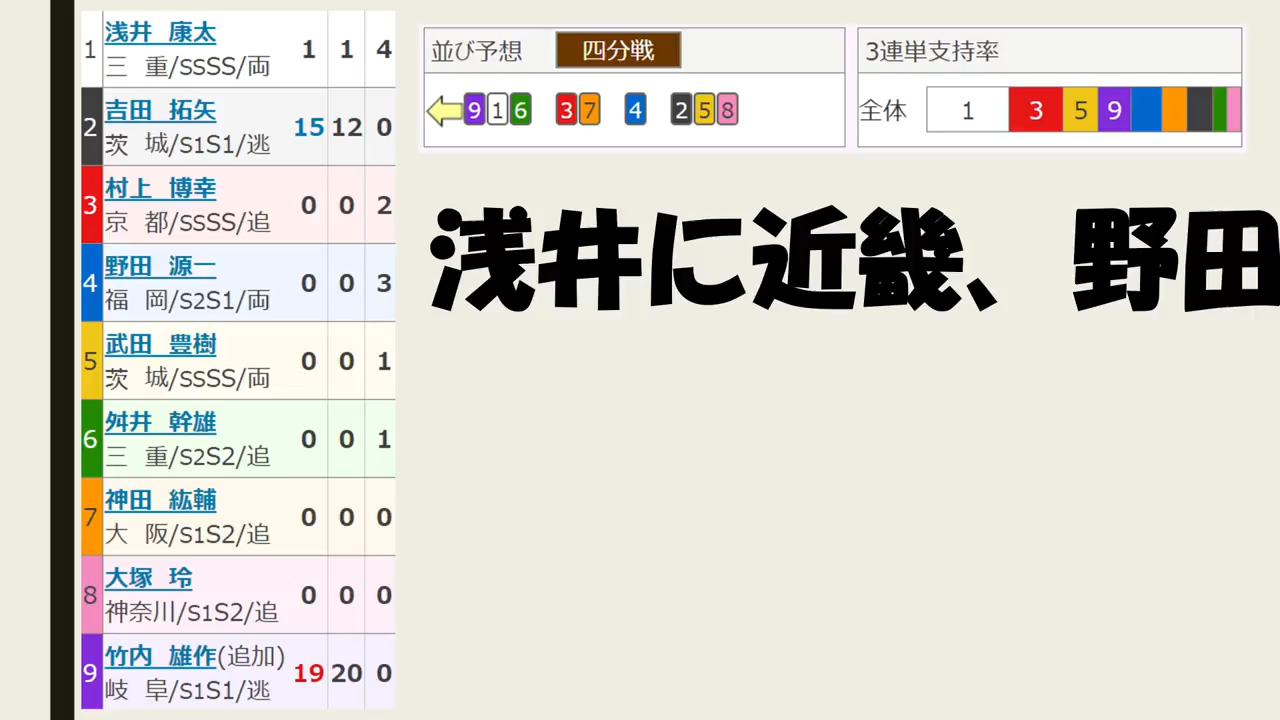 1 浅井 康太 1 1 4
三 重/SSSS/両
2 吉田 拓矢 15 12 0
茨 城/S1S1/逃
3 村上 博幸 0 0 2
京 都/SSSS/追
4 野田 源一 0 0 3
福 岡/S2S1/両
5 武田 豊樹 0 0 1
茨 城/SSSS/両
6 舛井 幹雄 0 0 1
三 重/S2S2/追
7 神田 紘輔 0 0 0
大 阪/S1S2/追
8 大塚 玲 0 0 0
神奈川/S1S2/追
9 竹内 雄作(追加) 19 20 0
岐 阜/S1S1/逃
並び予想 四分戦
9 1 6 3 7 4 2 5 8
3連単支持率
全体 1 3 5 9
浅井に近畿、野田